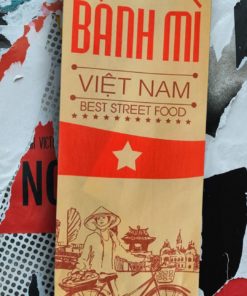 BÁNH MÌ
VIỆT NAM
BEST STREET FOOD
NO